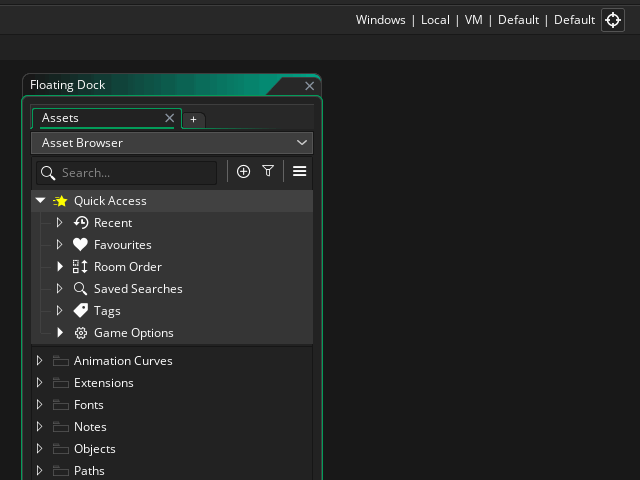 Windows | Local | VM | Default | Default
Floating Dock
Assets
+
Asset Browser
Search...
Quick Access
Recent
Favourites
Room Order
Saved Searches
Tags
Game Options
Animation Curves
Extensions
Fonts
Notes
Objects
Paths